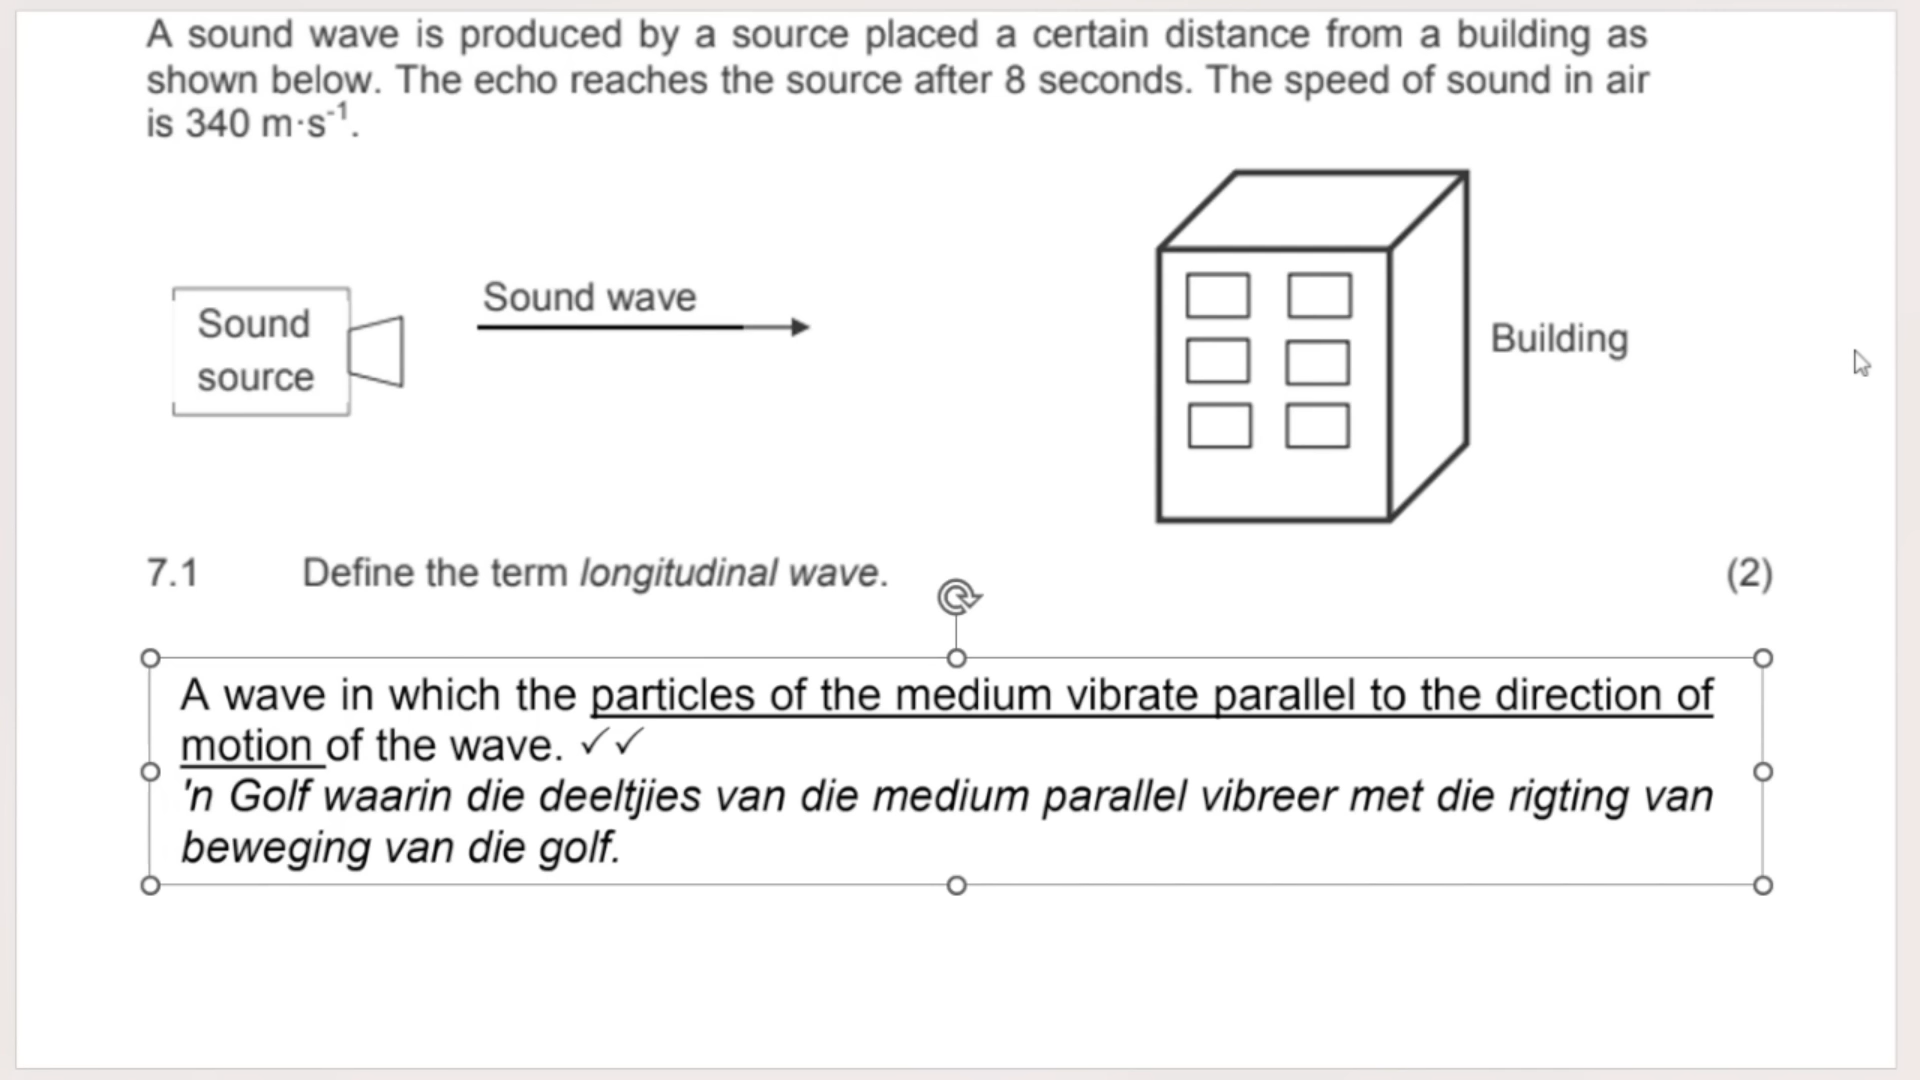 A sound wave is produced by a source placed a certain distance from a building as
shown below. The echo reaches the source after 8 seconds. The speed of sound in air
is 340 m·s⁻¹.
Sound wave
Sound
source
Building
7.1 Define the term longitudinal wave. (2)
A wave in which the particles of the medium vibrate parallel to the direction of
motion of the wave. ✓✓
'n Golf waarin die deeltjies van die medium parallel vibreer met die rigting van
beweging van die golf.